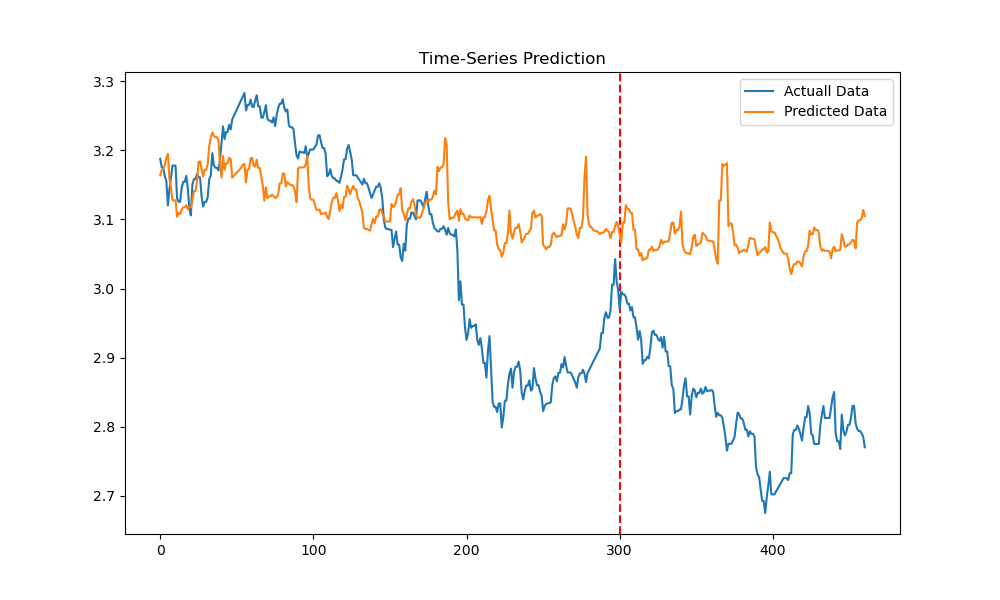 Time-Series Prediction
Actuall Data
Predicted Data
3.3
3.2
3.1
3.0
2.9
2.8
2.7
0 100 200 300 400